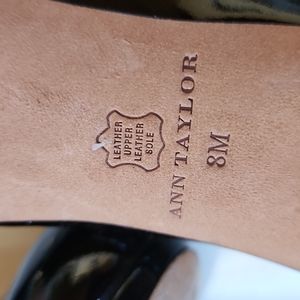 LEATHER
UPPER
LEATHER
SOLE
ANN TAYLOR
8M